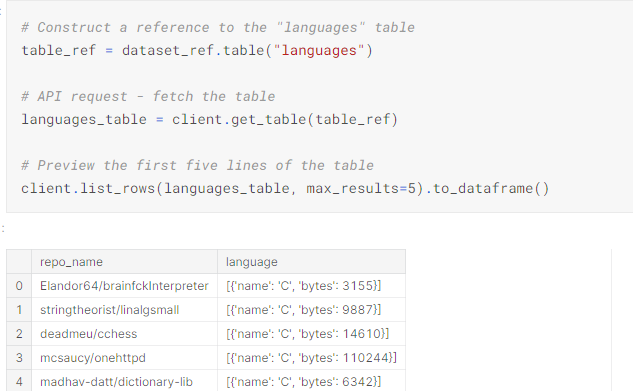 # Construct a reference to the "languages" table
table_ref = dataset_ref.table("languages")
# API request - fetch the table
languages_table = client.get_table(table_ref)
# Preview the first five lines of the table
client.list_rows(languages_table, max_results=5).to_dataframe()
:
repo_name language
0 Elandor64/brainfckInterpreter [{'name': 'C', 'bytes': 3155}]
1 stringtheorist/linalgsmall [{'name': 'C', 'bytes': 9887}]
2 deadmeu/cchess [{'name': 'C', 'bytes': 14610}]
3 mcsaucy/onehttpd [{'name': 'C', 'bytes': 110244}]
4 madhav-datt/dictionary-lib [{'name': 'C', 'bytes': 6342}]